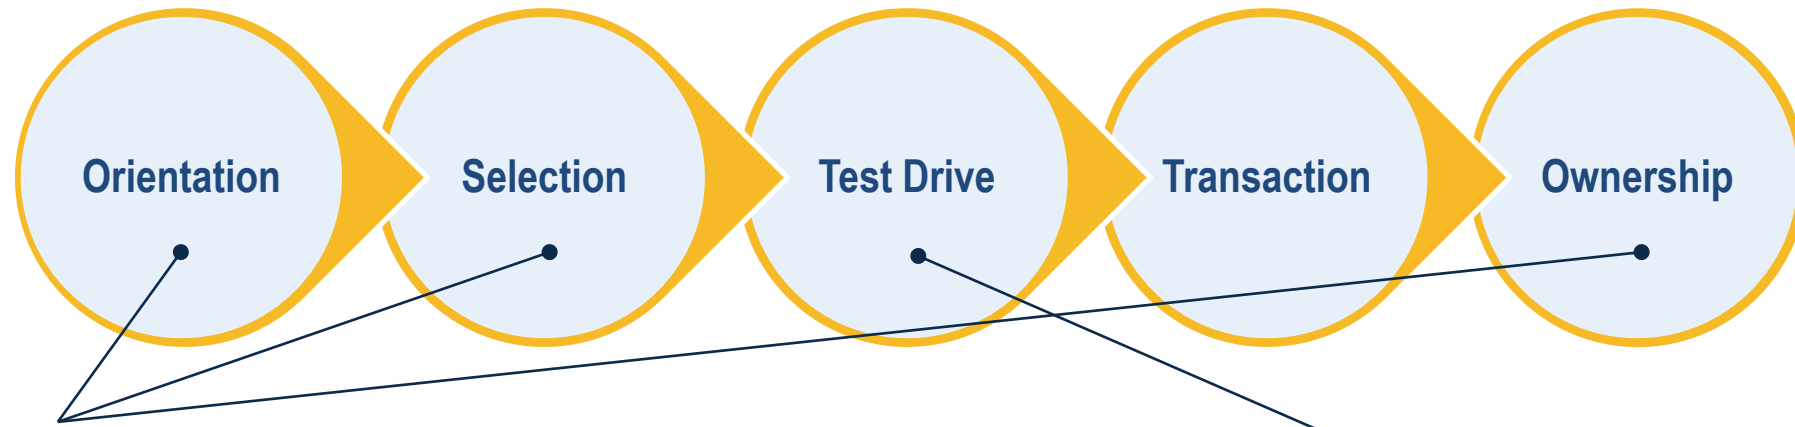 Orientation
Selection
Test Drive
Transaction
Ownership